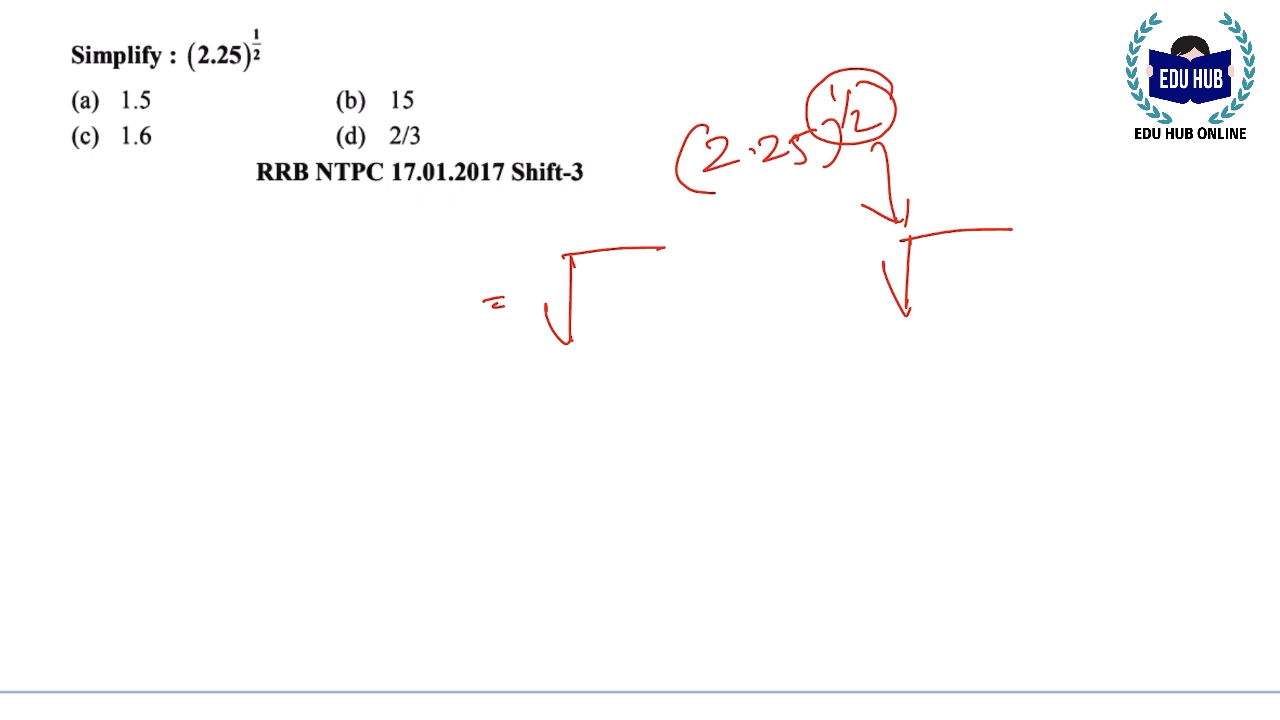 Simplify : (2.25)^1/2
(a) 1.5 (b) 15
(c) 1.6 (d) 2/3
RRB NTPC 17.01.2017 Shift-3
EDU HUB
EDU HUB ONLINE
(2.25)^1/2
√
= √